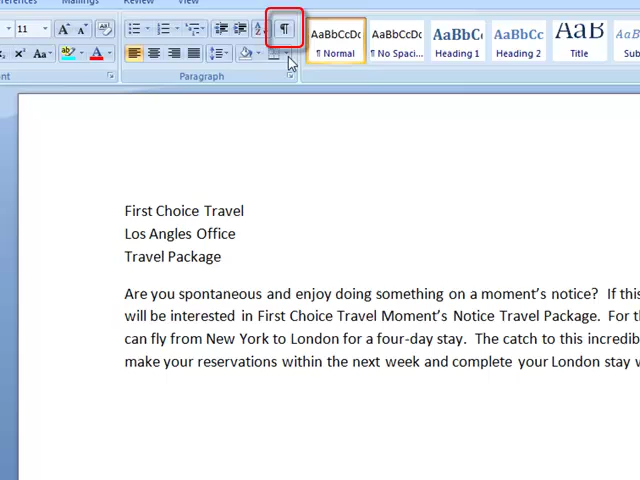 ferences Mailings Review View
11
Aa
Paragraph
AaBbCcDc AaBbCcDc AaBbCc AaBbCc AaBb
¶ Normal ¶ No Spaci... Heading 1 Heading 2 Title Sub
First Choice Travel
Los Angles Office
Travel Package
Are you spontaneous and enjoy doing something on a moment's notice? If this
will be interested in First Choice Travel Moment's Notice Travel Package. For th
can fly from New York to London for a four-day stay. The catch to this incredib
make your reservations within the next week and complete your London stay w